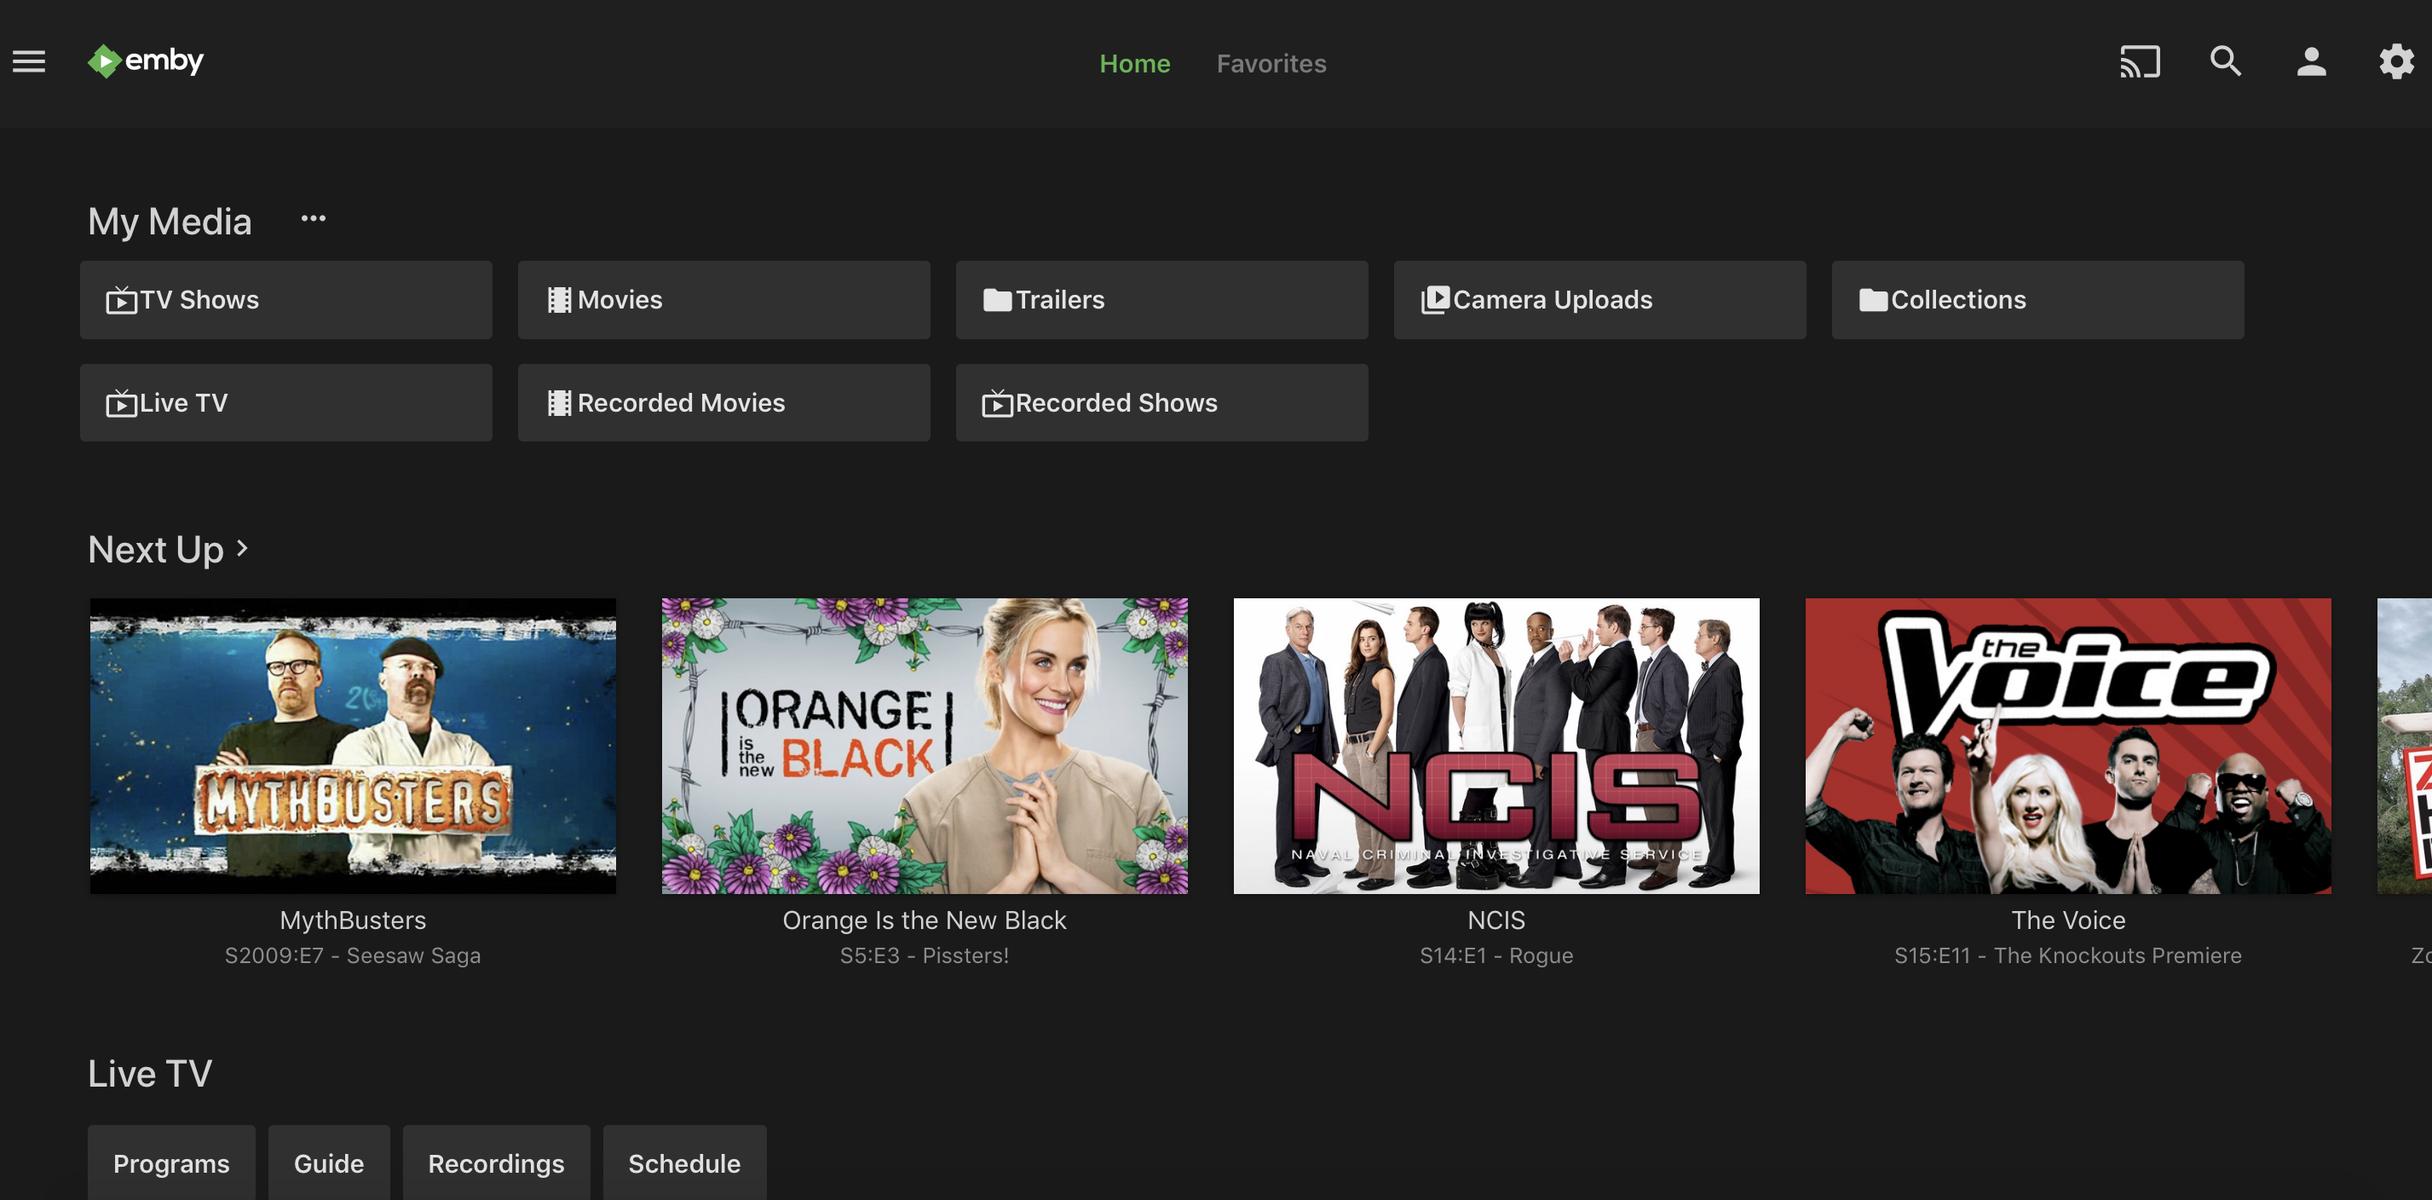 emby
Home Favorites
My Media
TV Shows Movies Trailers Camera Uploads Collections
Live TV Recorded Movies Recorded Shows
Next Up
MYTHBUSTERS
ORANGE
is
the
new
BLACK
NCIS
NAVAL CRIMINAL INVESTIGATIVE SERVICE
the
Voice
MythBusters Orange Is the New Black NCIS The Voice
S2009:E7 - Seesaw Saga S5:E3 - Pissters! S14:E1 - Rogue S15:E11 - The Knockouts Premiere
Live TV
Programs Guide Recordings Schedule